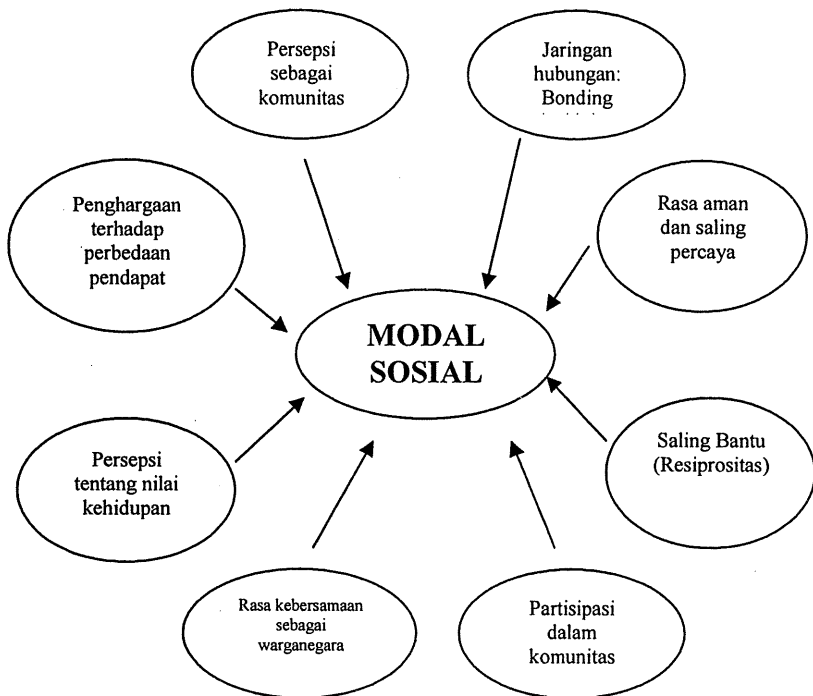 Persepsi
sebagai
komunitas
Jaringan
hubungan:
Bonding
Penghargaan
terhadap
perbedaan
pendapat
Rasa aman
dan saling
percaya
MODAL
SOSIAL
Persepsi
tentang nilai
kehidupan
Saling Bantu
(Resiprositas)
Rasa kebersamaan
sebagai
warganegara
Partisipasi
dalam
komunitas